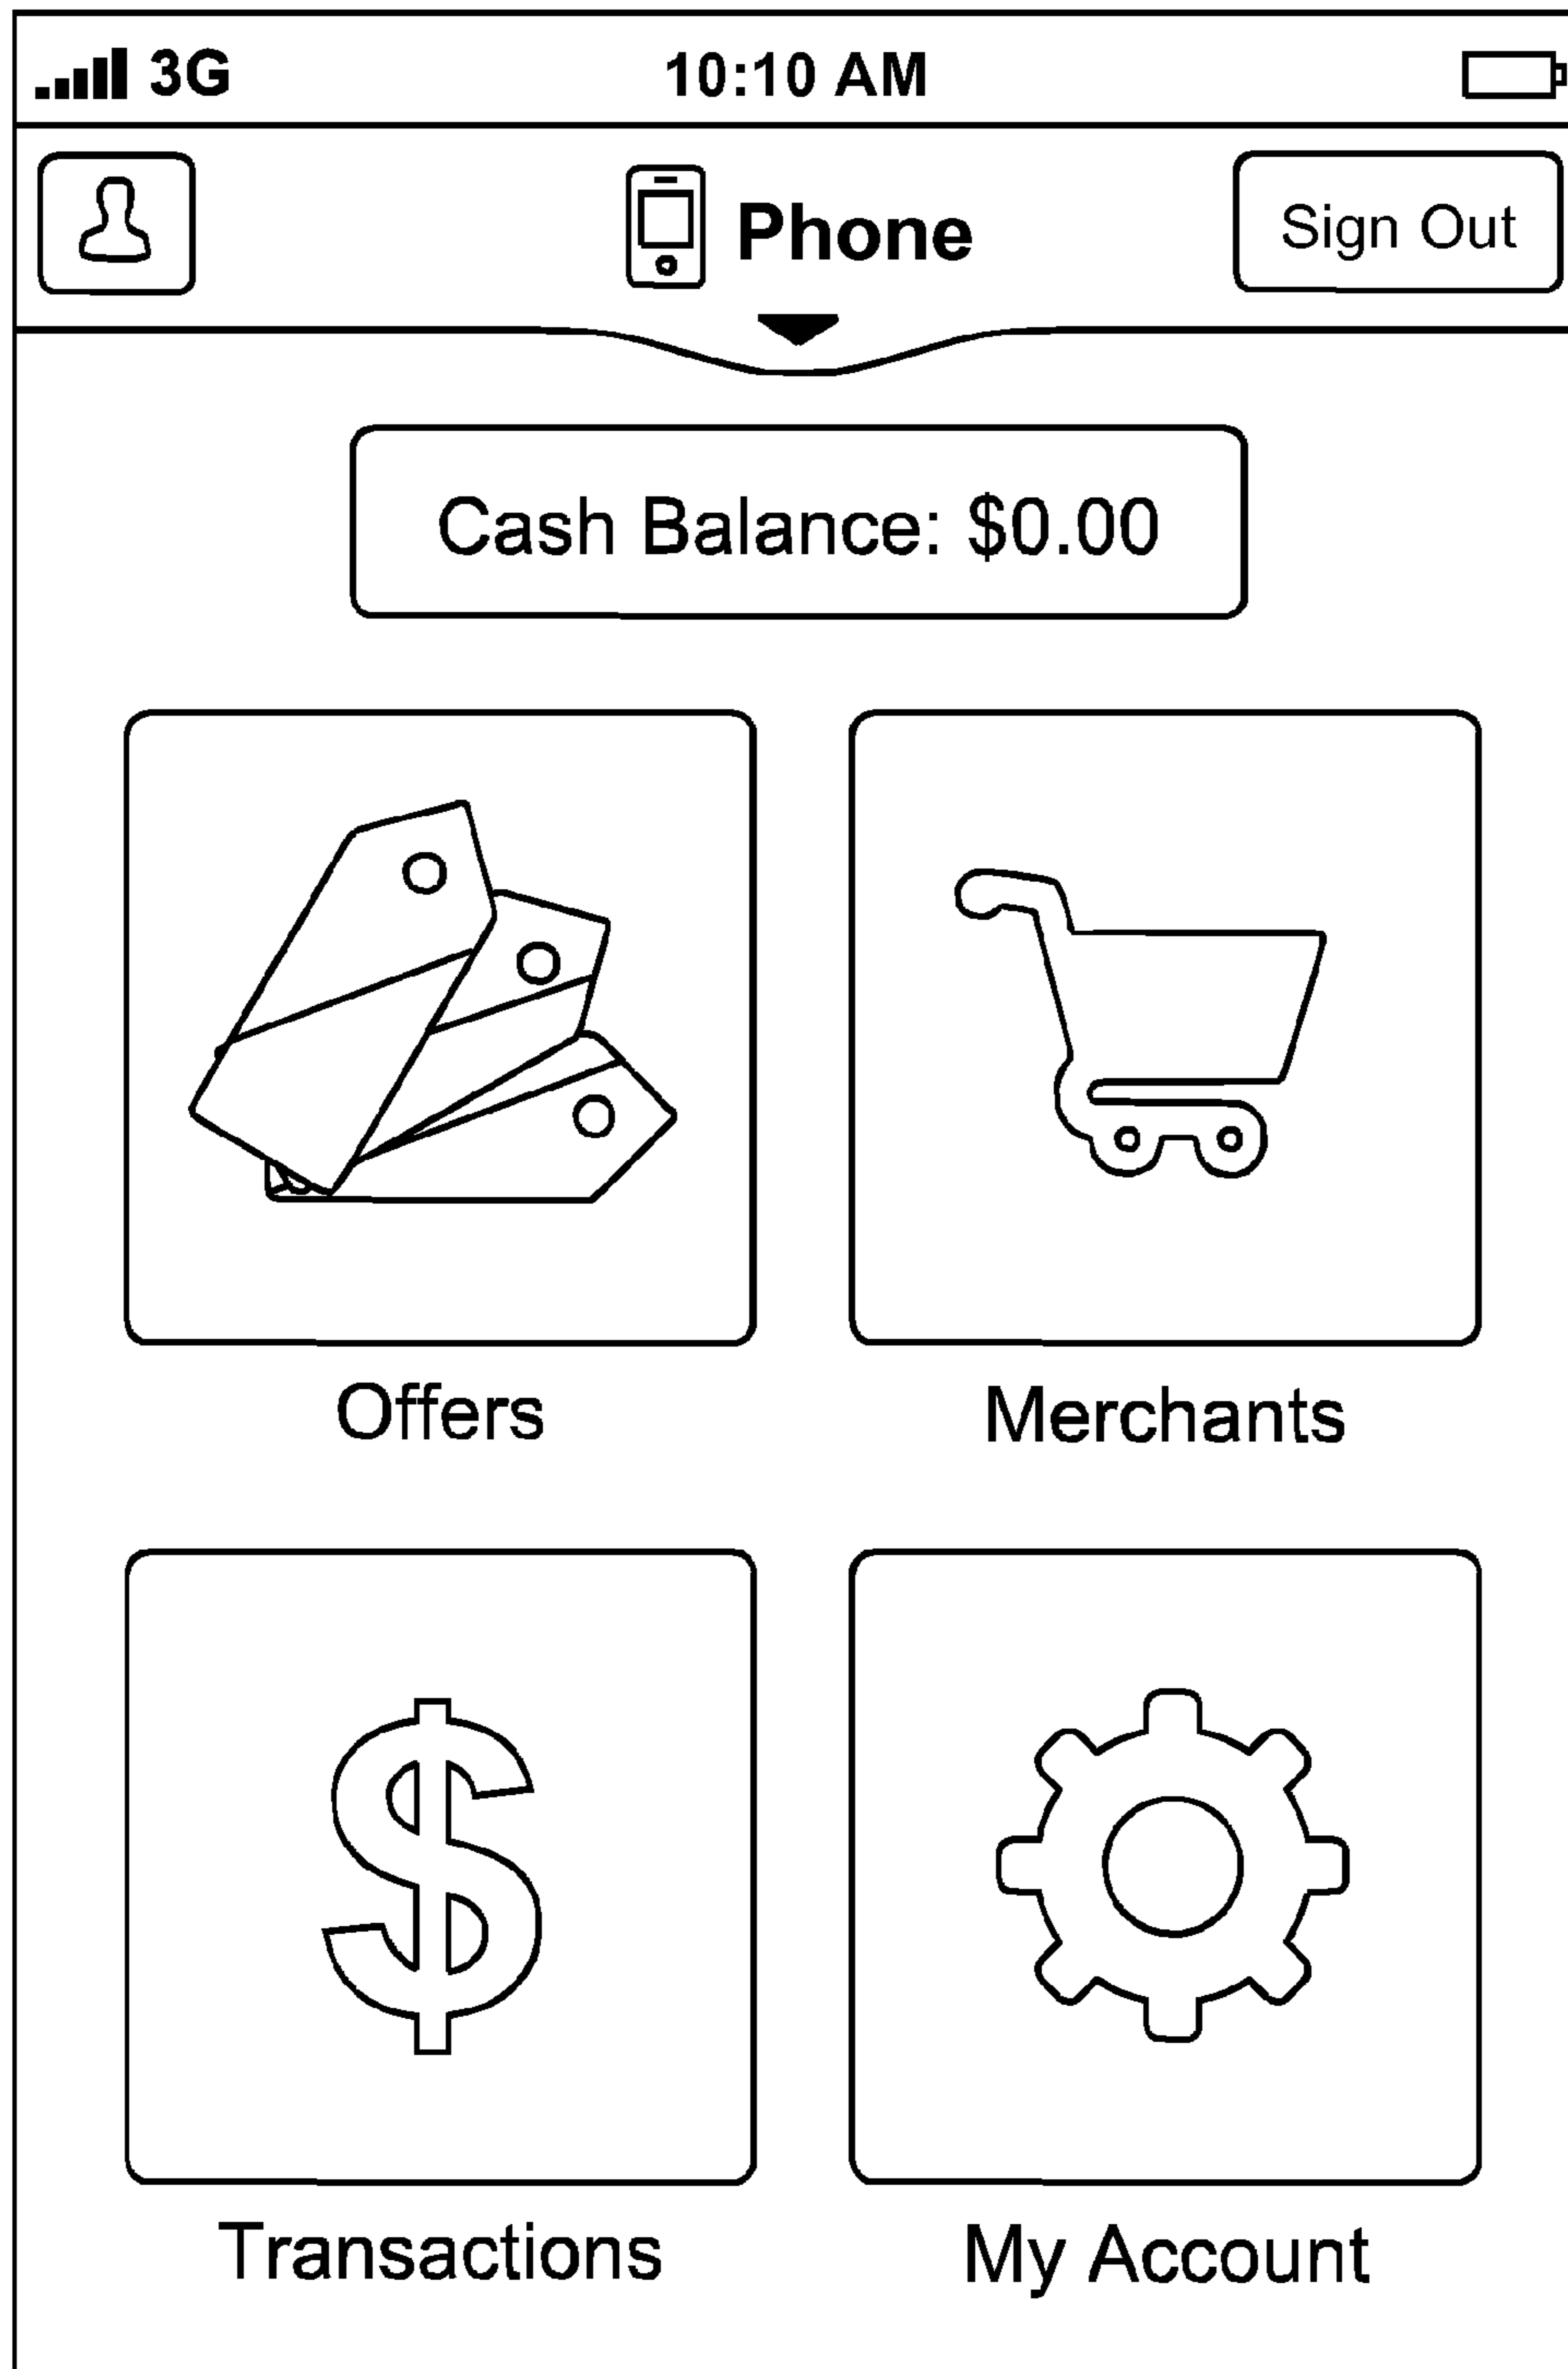 3G 10:10 AM
Phone Sign Out
Cash Balance: $0.00
Offers Merchants
$
Transactions My Account